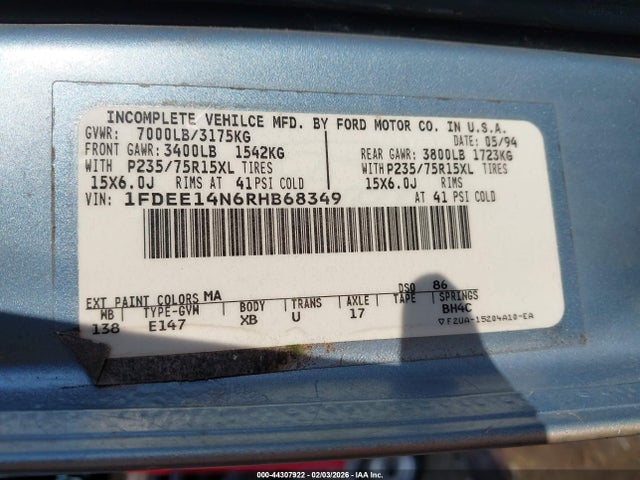 INCOMPLETE VEHILCE MFD. BY FORD MOTOR CO. IN U.S.A.
GVWR: 7000LB/3175KG DATE: 05/94
FRONT GAWR: 3400LB 1542KG REAR GAWR: 3800LB 1723KG
WITH P235/75R15XL TIRES WITH P235/75R15XL TIRES
15X6.0J RIMS AT 41 PSI COLD 15X6.0J RIMS
VIN: 1FDEE14N6RHB68349 AT 41 PSI COLD
EXT PAINT COLORS MA DSO 86
WB TYPE-GVW BODY TRANS AXLE TAPE SPRINGS
138 E147 XB U 17 BH4C
▽F2UA-15204A10-EA
000-44307922 - 02/03/2026 - IAA Inc.